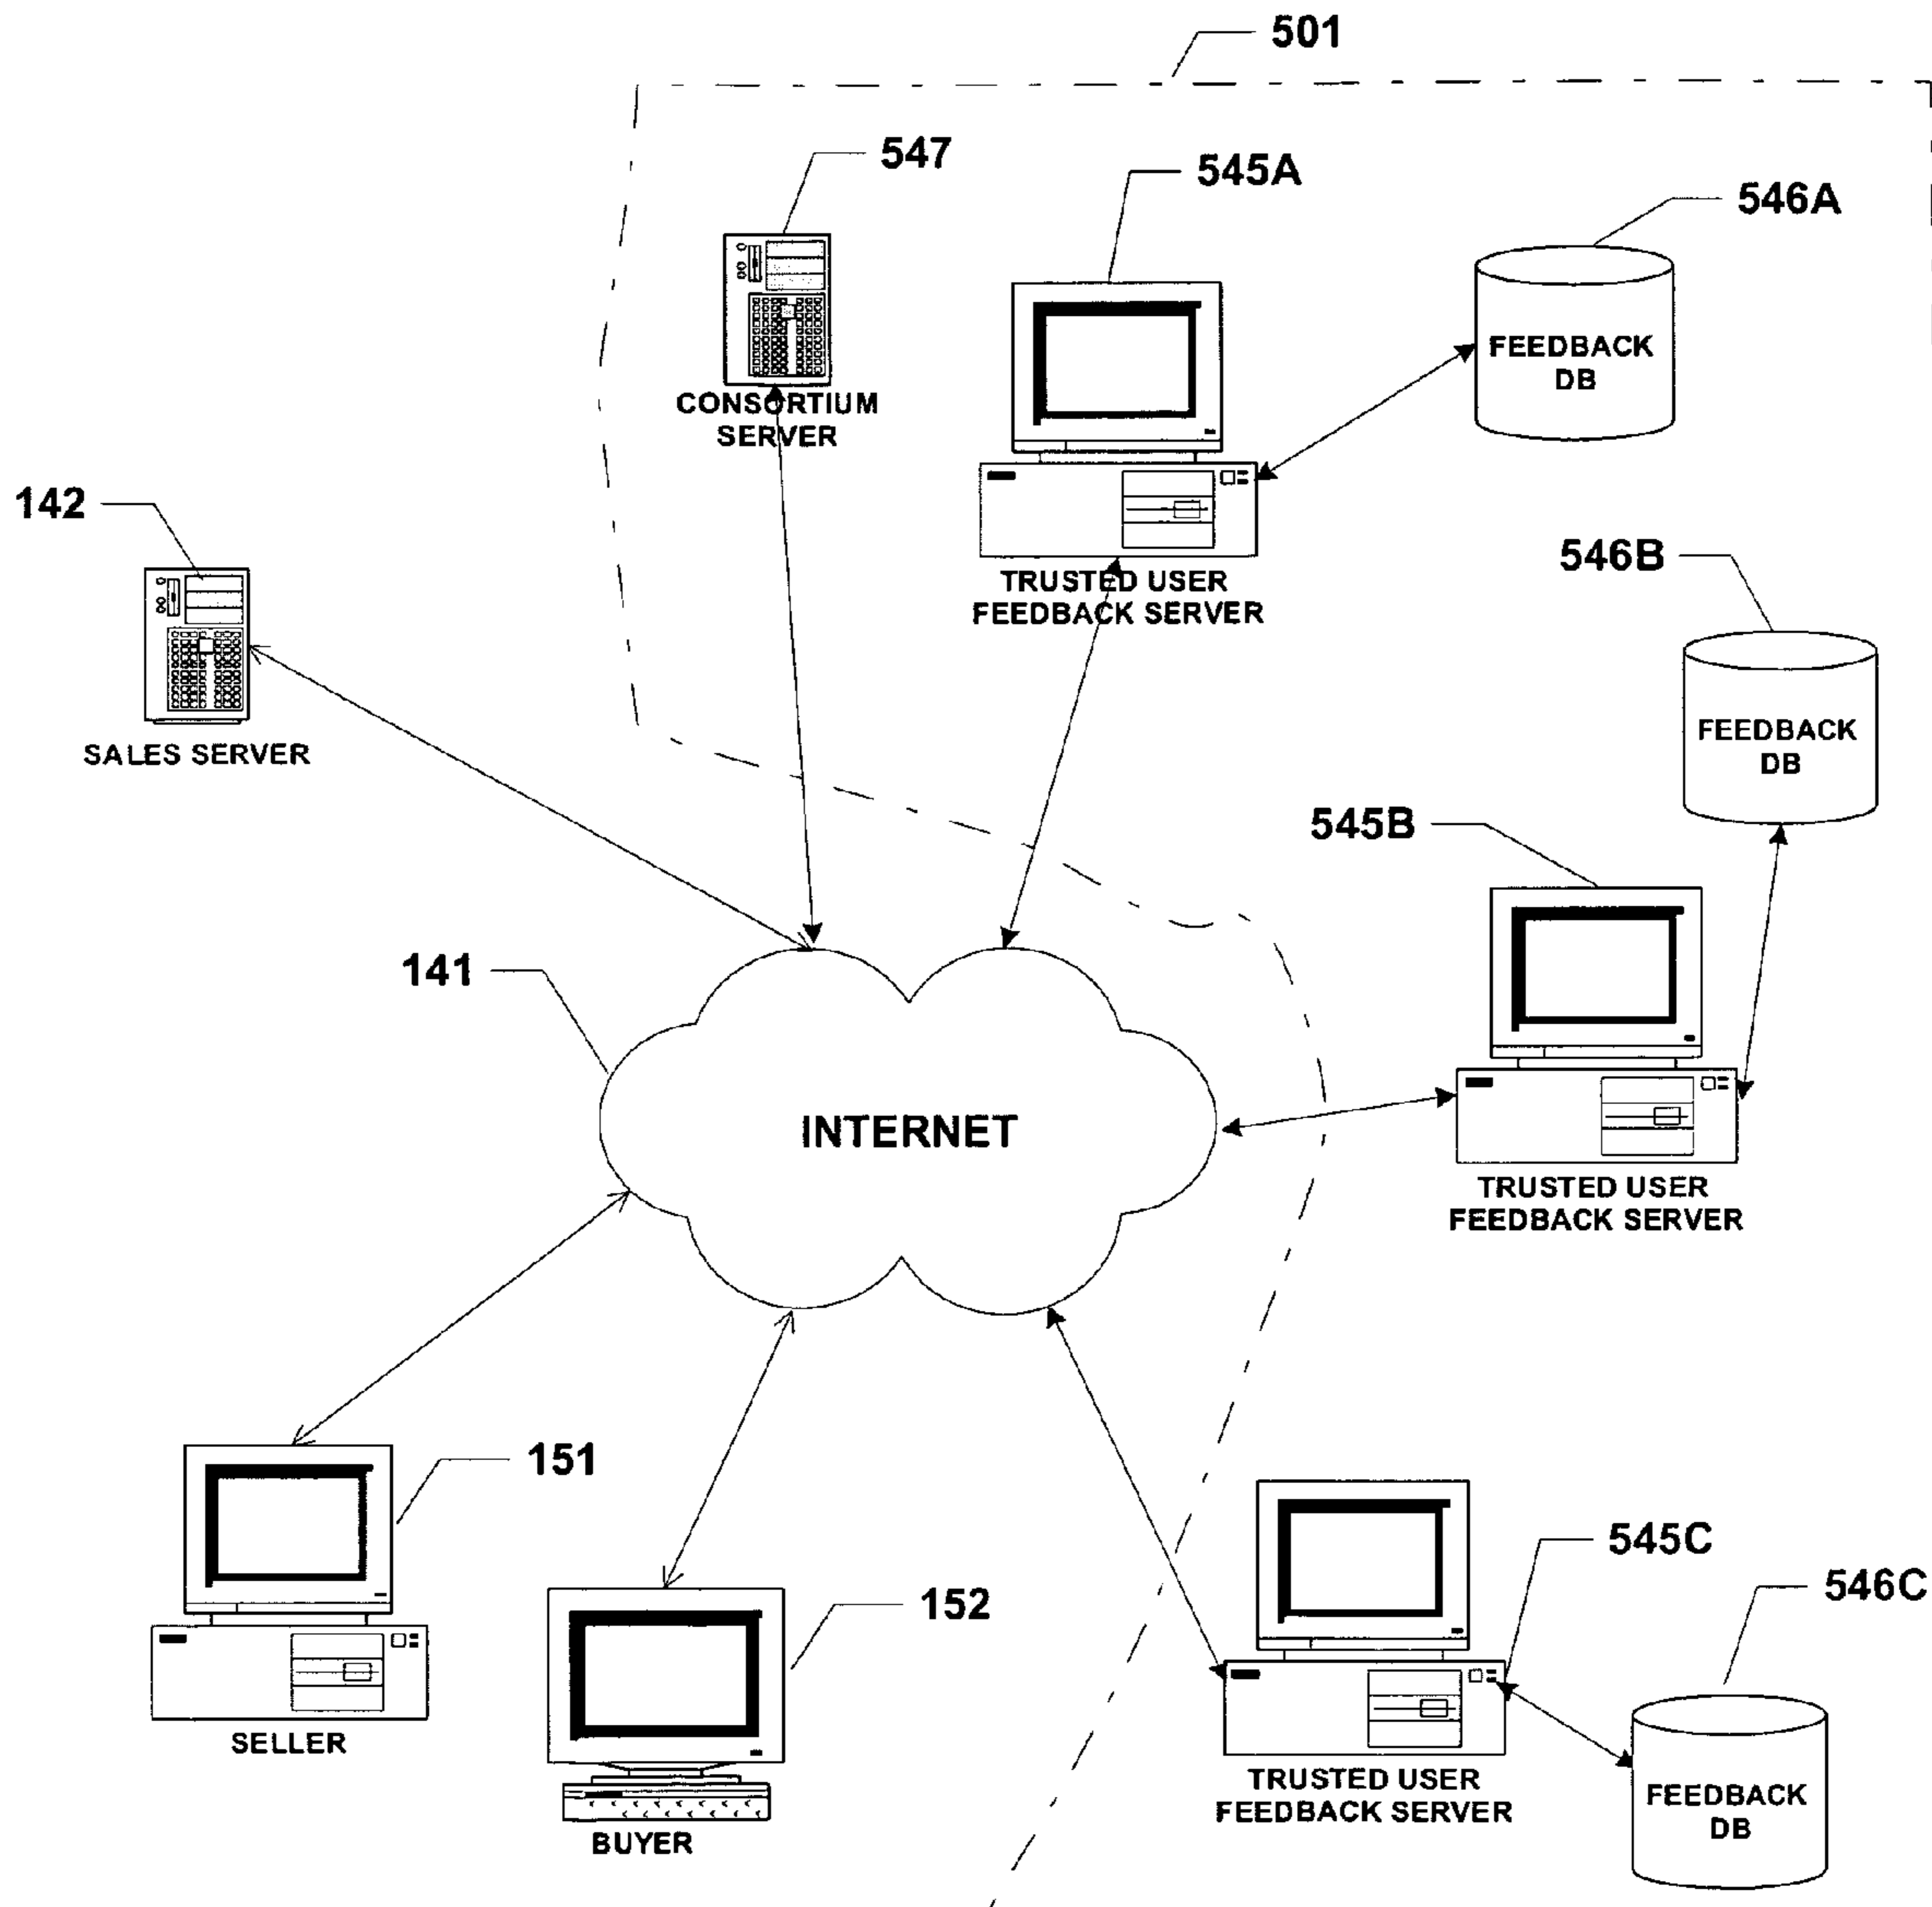 501
547
545A
546A
FEEDBACK
DB
CONSORTIUM
SERVER
142
TRUSTED USER
FEEDBACK SERVER
546B
SALES SERVER
FEEDBACK
DB
545B
141
INTERNET
TRUSTED USER
FEEDBACK SERVER
151
152
545C
546C
SELLER
TRUSTED USER
FEEDBACK SERVER
FEEDBACK
DB
BUYER